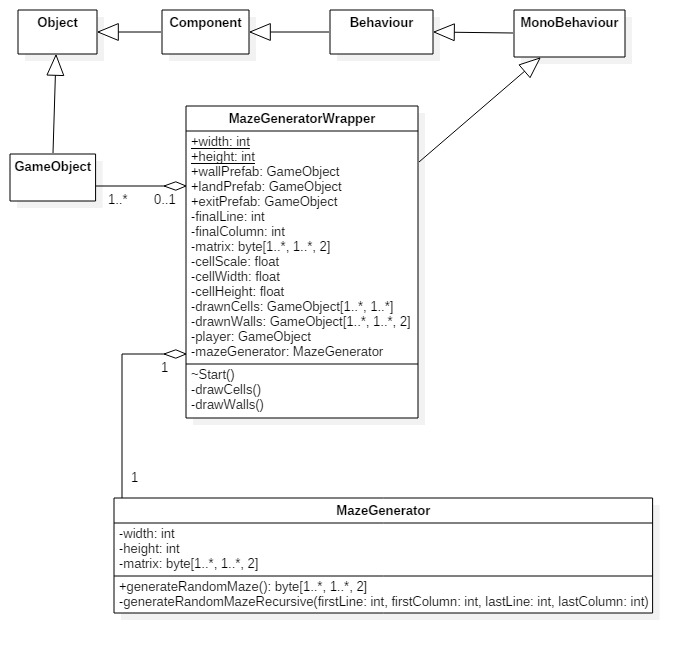 Object
Component
Behaviour
MonoBehaviour
MazeGeneratorWrapper
+width: int
+height: int
+wallPrefab: GameObject
+landPrefab: GameObject
+exitPrefab: GameObject
-finalLine: int
-finalColumn: int
-matrix: byte[1..*, 1..*, 2]
-cellScale: float
-cellWidth: float
-cellHeight: float
-drawnCells: GameObject[1..*, 1..*]
-drawnWalls: GameObject[1..*, 1..*, 2]
-player: GameObject
-mazeGenerator: MazeGenerator
~Start()
-drawCells()
-drawWalls()
GameObject
1..*
0..1
1
1
MazeGenerator
-width: int
-height: int
-matrix: byte[1..*, 1..*, 2]
+generateRandomMaze(): byte[1..*, 1..*, 2]
-generateRandomMazeRecursive(firstLine: int, firstColumn: int, lastLine: int, lastColumn: int)